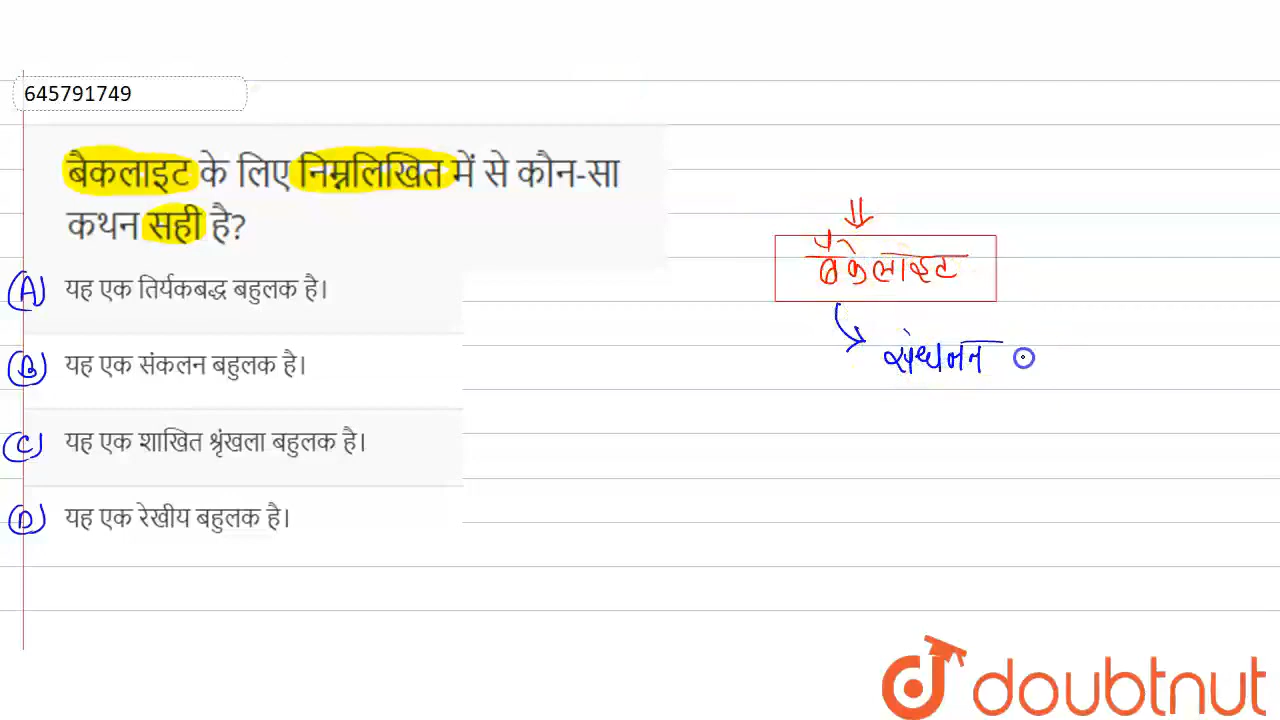 645791749
बैकलाइट के लिए निम्नलिखित में से कौन-सा
कथन सही है?
(A) यह एक तिर्यकबद्ध बहुलक है।
(B) यह एक संकलन बहुलक है।
(C) यह एक शाखित श्रृंखला बहुलक है।
(D) यह एक रेखीय बहुलक है।
बैकेलाइट
संघनन
doubtnut